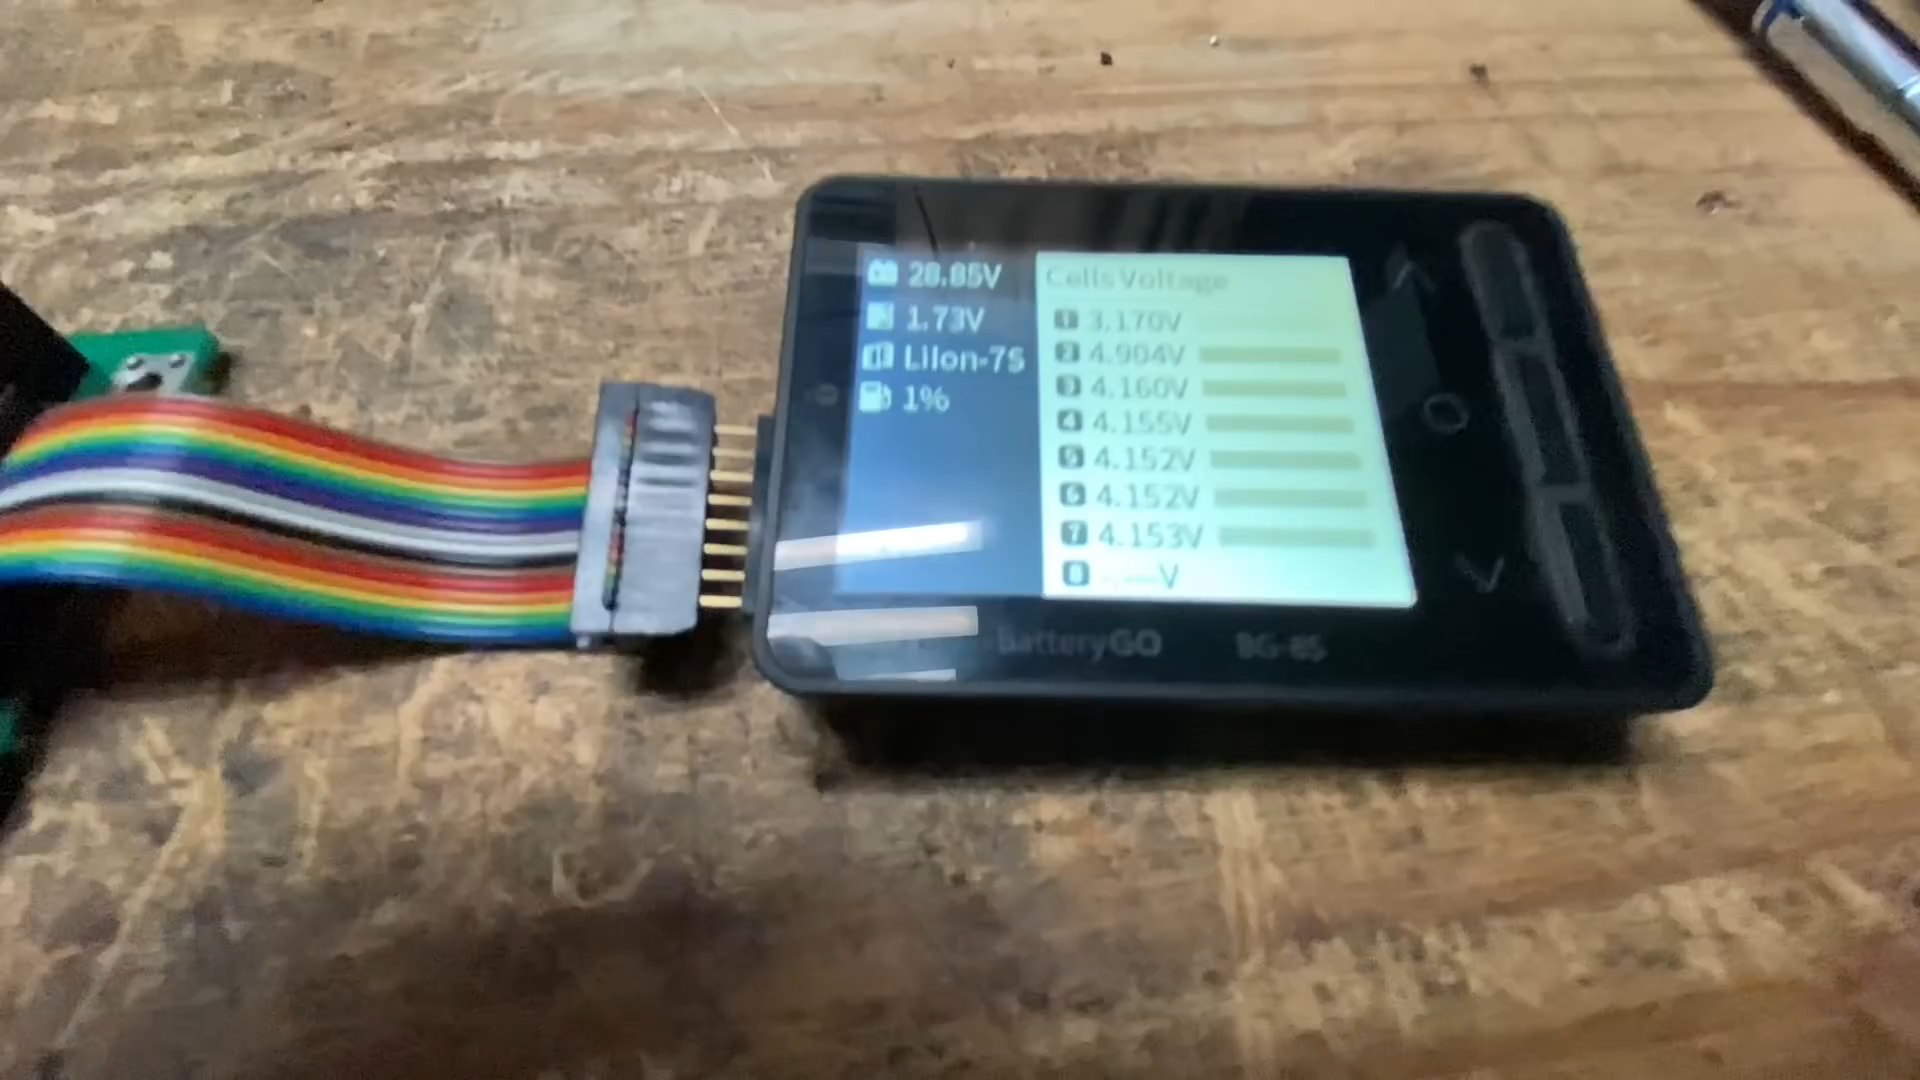 28.85V
1.73V
LiIon-7S
1%
Cells Voltage
1 3.170V
2 4.904V
3 4.160V
4 4.155V
5 4.152V
6 4.152V
7 4.153V
8 -.---V
BatteryGO BG-8S